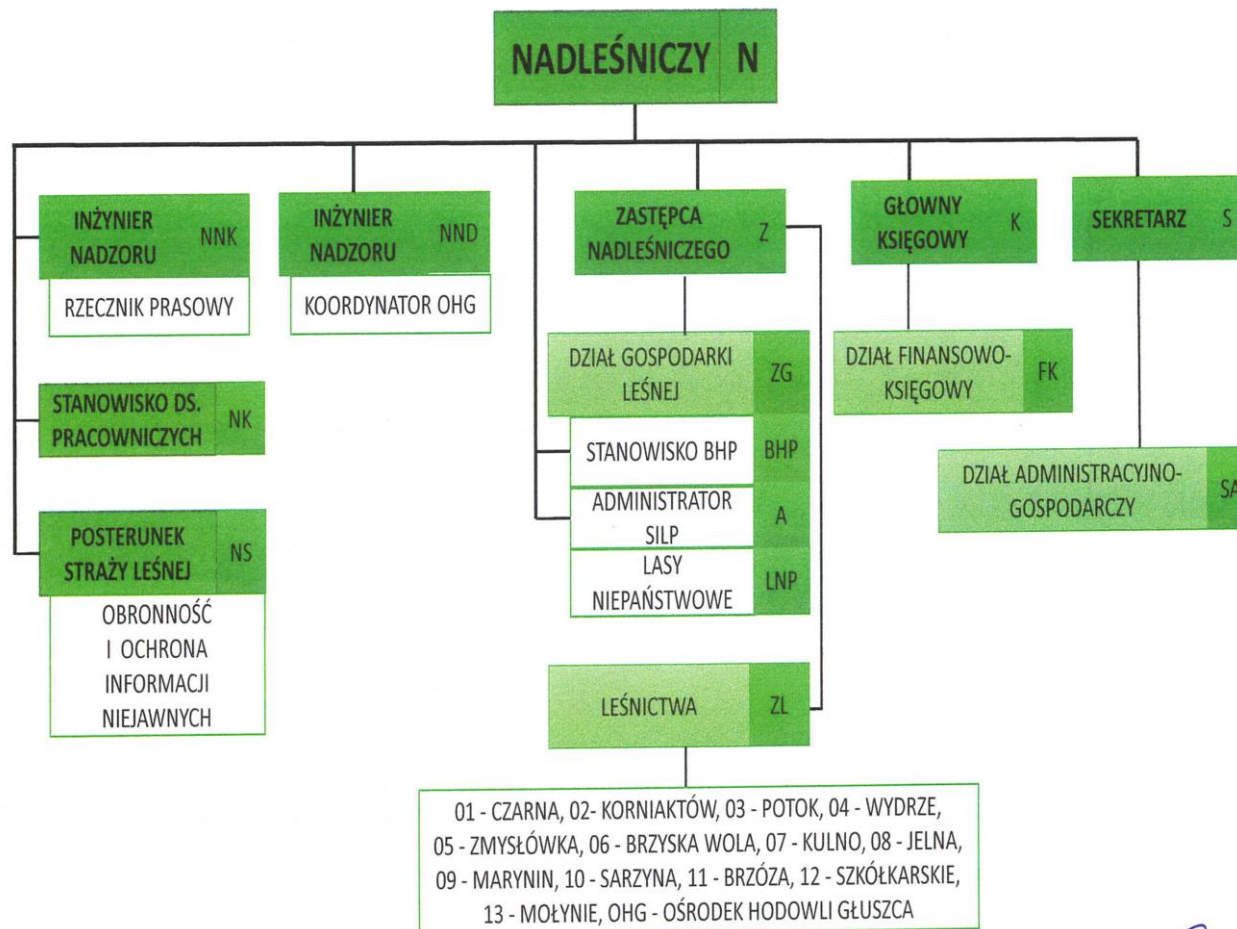 NADLEŚNICZY N
INŻYNIER
NADZORU
NNK
RZECZNIK PRASOWY
INŻYNIER
NADZORU
NND
KOORDYNATOR OHG
ZASTĘPCA
NADLEŚNICZEGO
Z
GŁOWNY
KSIĘGOWY
K
SEKRETARZ S
STANOWISKO DS.
PRACOWNICZYCH
NK
POSTERUNEK
STRAŻY LEŚNEJ
NS
OBRONNOŚĆ
I OCHRONA
INFORMACJI
NIEJAWNYCH
DZIAŁ GOSPODARKI
LEŚNEJ
ZG
STANOWISKO BHP BHP
ADMINISTRATOR
SILP
A
LASY
NIEPAŃSTWOWE
LNP
DZIAŁ FINANSOWO-
KSIĘGOWY
FK
DZIAŁ ADMINISTRACYJNO-
GOSPODARCZY
SA
LEŚNICTWA ZL
01 - CZARNA, 02- KORNIAKTÓW, 03 - POTOK, 04 - WYDRZE,
05 - ZMYSŁÓWKA, 06 - BRZYSKA WOLA, 07 - KULNO, 08 - JELNA,
09 - MARYNIN, 10 - SARZYNA, 11 - BRZÓZA, 12 - SZKÓŁKARSKIE,
13 - MOŁYNIE, OHG - OŚRODEK HODOWLI GŁUSZCA